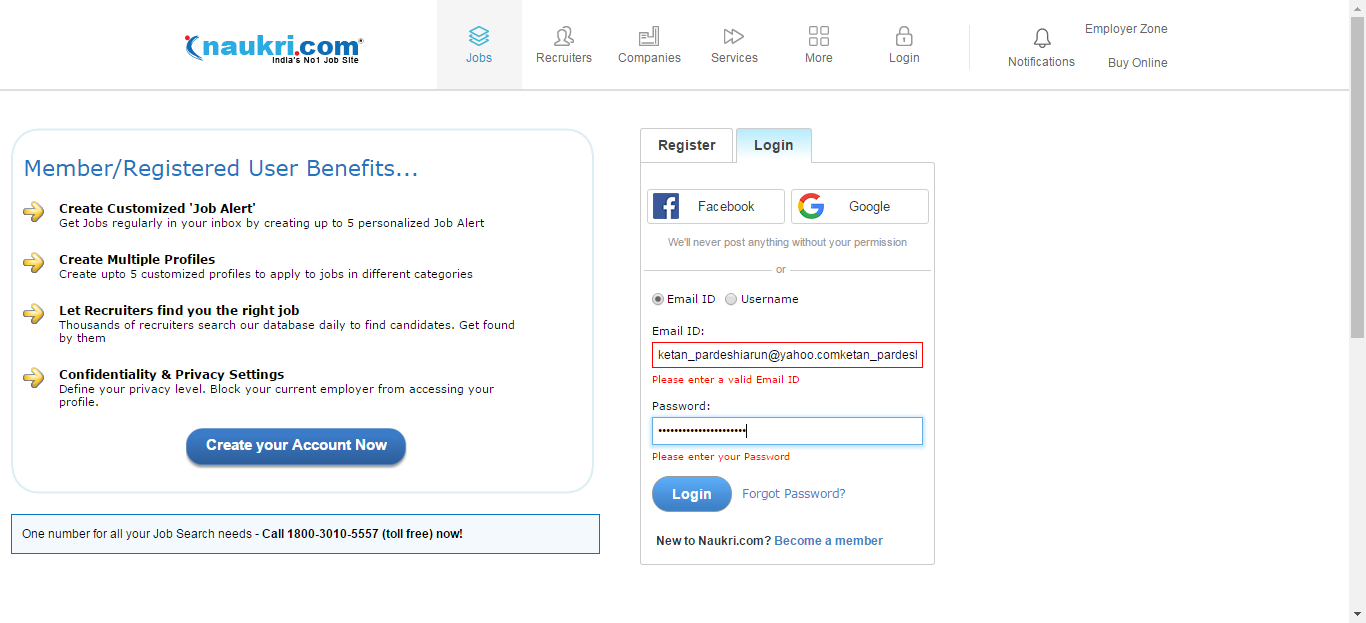 naukri.com
India's No1 Job Site
Jobs
Recruiters
Companies
Services
More
Login
Notifications
Employer Zone
Buy Online
Member/Registered User Benefits...
Create Customized 'Job Alert'
Get Jobs regularly in your inbox by creating up to 5 personalized Job Alert
Create Multiple Profiles
Create upto 5 customized profiles to apply to jobs in different categories
Let Recruiters find you the right job
Thousands of recruiters search our database daily to find candidates. Get found
by them
Confidentiality & Privacy Settings
Define your privacy level. Block your current employer from accessing your
profile.
Create your Account Now
One number for all your Job Search needs - Call 1800-3010-5557 (toll free) now!
Register
Login
Facebook
Google
We'll never post anything without your permission
or
Email ID
Username
Email ID:
ketan_pardeshiarun@yahoo.comketan_pardesl
Please enter a valid Email ID
Password:
Please enter your Password
Login
Forgot Password?
New to Naukri.com? Become a member